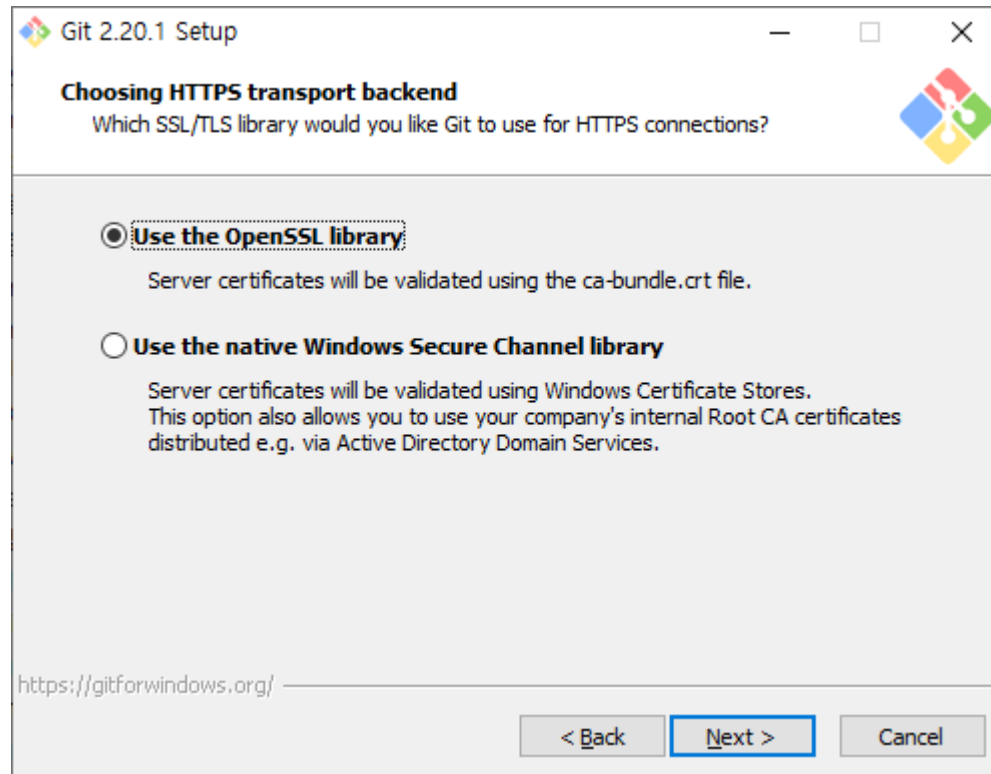 Git 2.20.1 Setup
Choosing HTTPS transport backend
Which SSL/TLS library would you like Git to use for HTTPS connections?
Use the OpenSSL library
Server certificates will be validated using the ca-bundle.crt file.
Use the native Windows Secure Channel library
Server certificates will be validated using Windows Certificate Stores.
This option also allows you to use your company's internal Root CA certificates
distributed e.g. via Active Directory Domain Services.
https://gitforwindows.org/
< Back
Next >
Cancel